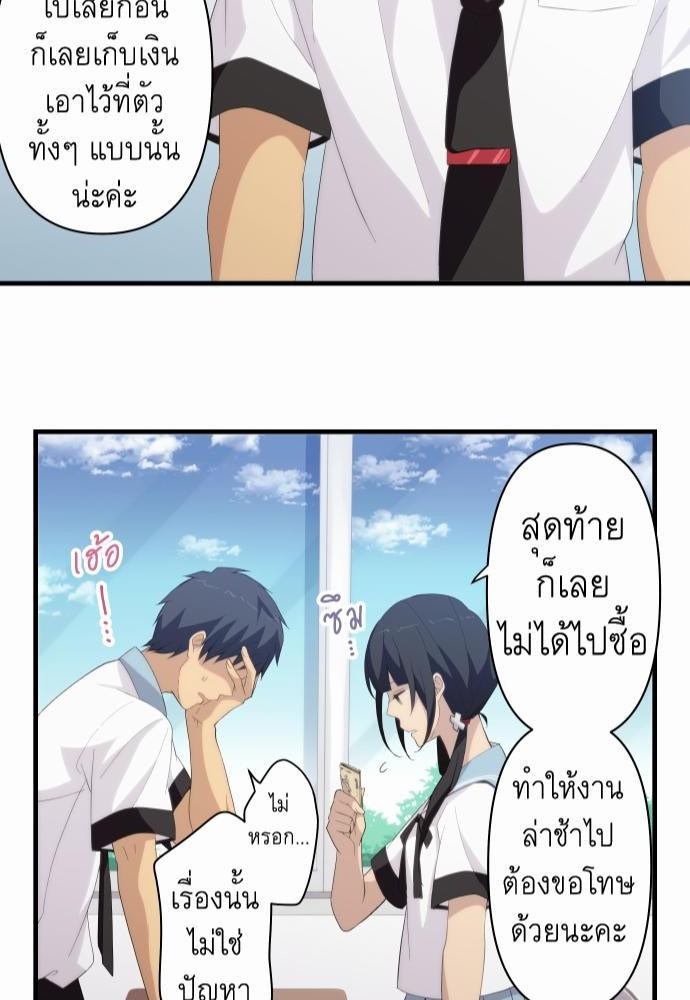 ไปเสียก่อน
ก็เลยเก็บเงิน
เอาไว้ที่ตัว
ทั้งๆ แบบนั้น
น่ะค่ะ
สุดท้าย
ก็เลย
ไม่ได้ไปซื้อ
เฮ้อ
ซึม
ทำให้งาน
ล่าช้าไป
ต้องขอโทษ
ด้วยนะคะ
ไม่
หรอก...
เรื่องนั้น
ไม่ใช่
ปัญหา